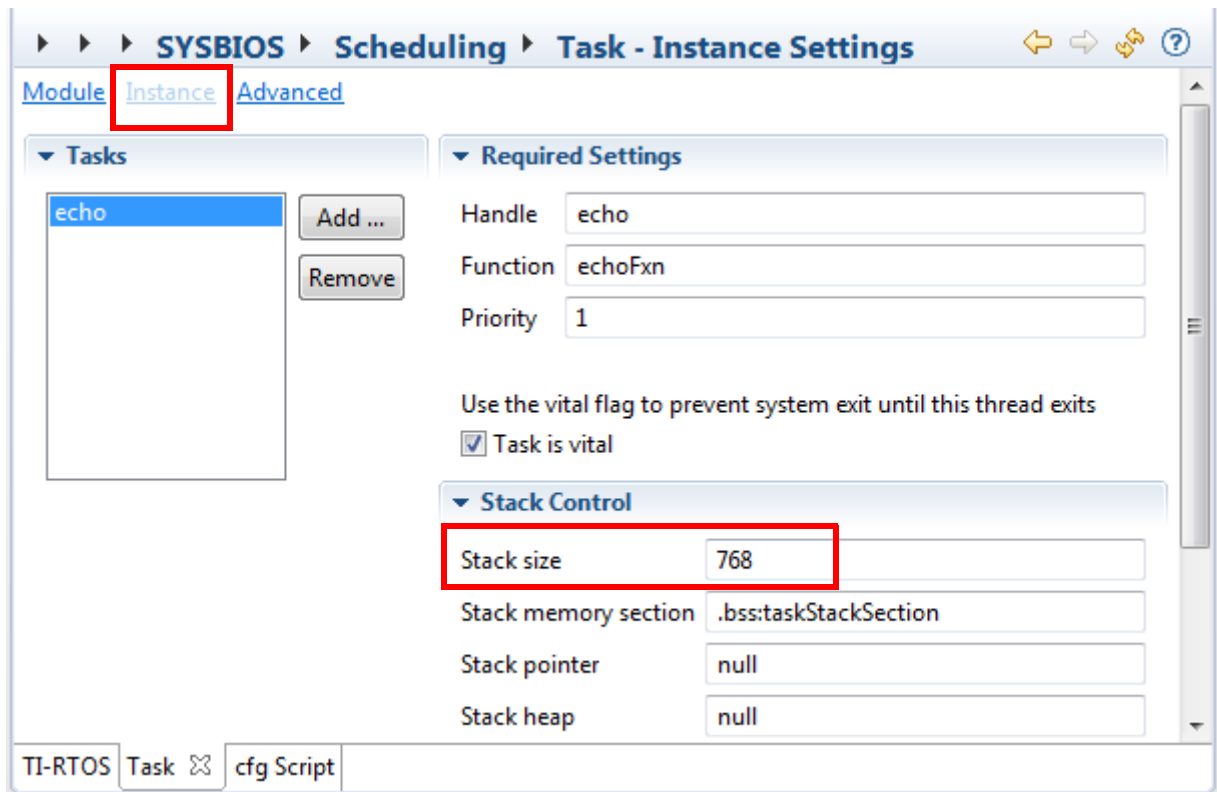 SYSBIOS Scheduling Task - Instance Settings
Module Instance Advanced
Tasks
echo
Add ...
Remove
Required Settings
Handle echo
Function echoFxn
Priority 1
Use the vital flag to prevent system exit until this thread exits
Task is vital
Stack Control
Stack size 768
Stack memory section .bss:taskStackSection
Stack pointer null
Stack heap null
TI-RTOS Task cfg Script